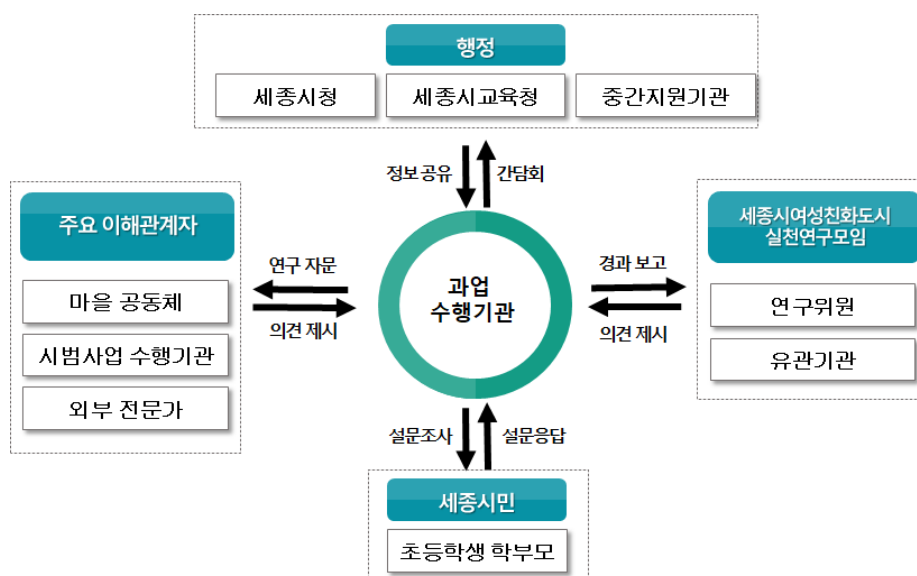 행정
세종시청
세종시교육청
중간지원기관
정보 공유
간담회
주요 이해관계자
마을 공동체
시범사업 수행기관
외부 전문가
연구 자문
의견 제시
과업
수행기관
경과 보고
의견 제시
세종시여성친화도시
실천연구모임
연구위원
유관기관
설문조사
설문응답
세종시민
초등학생 학부모